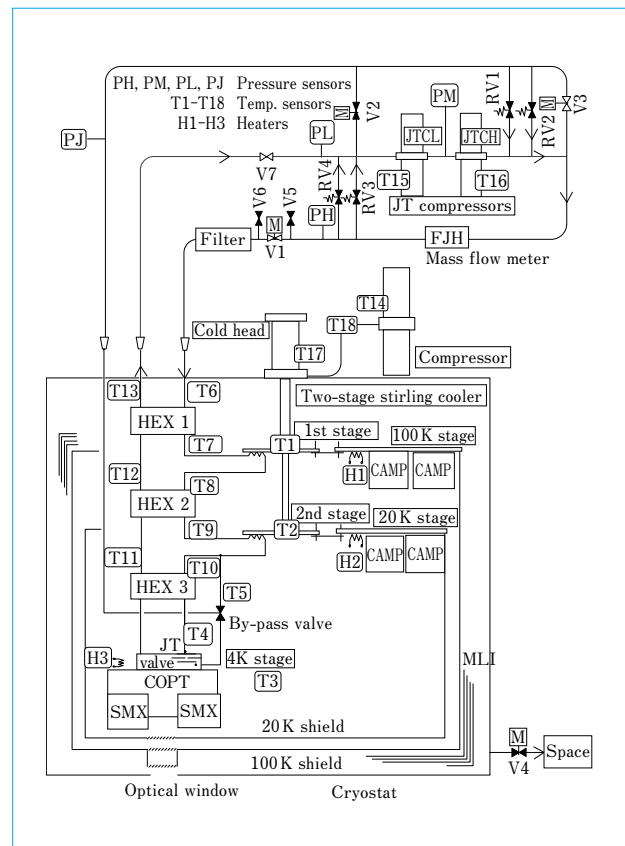 PH, PM, PL, PJ Pressure sensors
T1-T18 Temp. sensors
H1-H3 Heaters
PJ
M
V2
PL
PM
RV1
RV2
M
V3
JTCL
JTCH
V7
RV4
RV3
T15
T16
JT compressors
V6
V5
PH
M
V1
Filter
FJH
Mass flow meter
Cold head
T14
T18
T17
Compressor
T13
T6
Two-stage stirling cooler
HEX 1
T7
T1
1st stage
100 K stage
T12
T8
H1
CAMP
CAMP
HEX 2
T9
T2
2nd stage
20 K stage
T11
T10
H2
CAMP
CAMP
HEX 3
T5
By-pass valve
T4
JT
valve
H3
4K stage
T3
MLI
COPT
SMX
SMX
20 K shield
100 K shield
M
V4
Space
Optical window
Cryostat